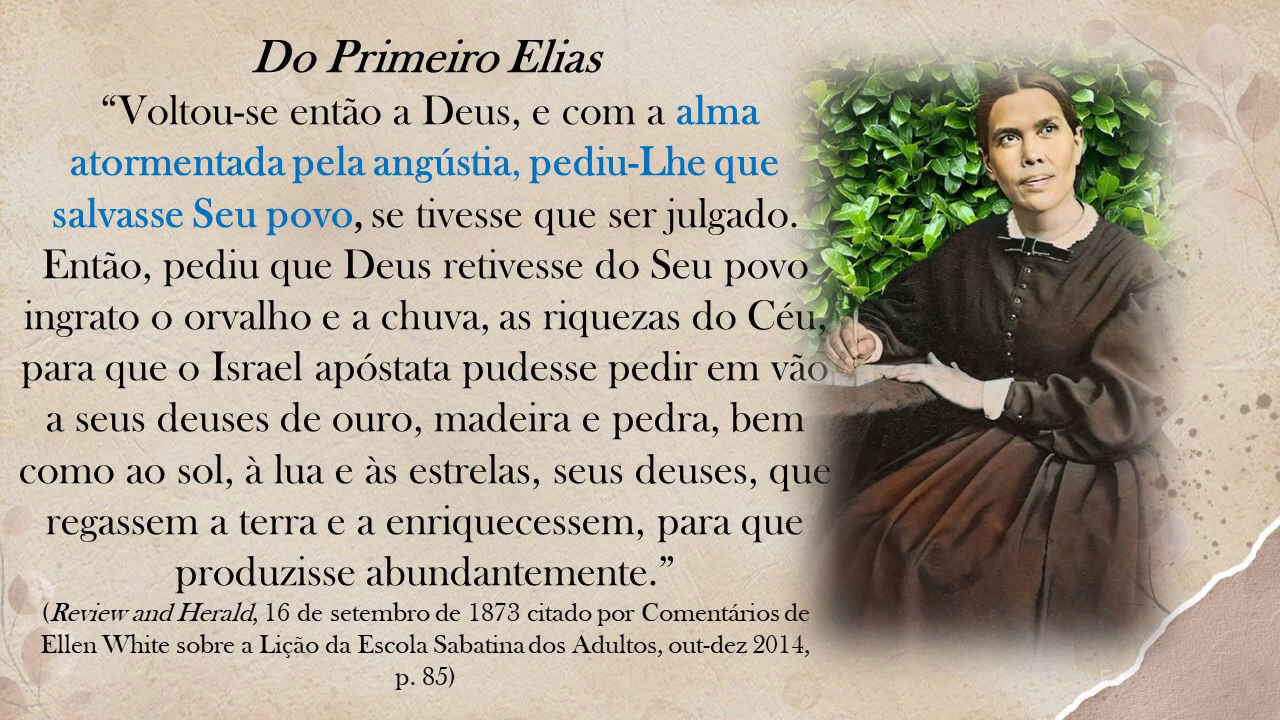 Do Primeiro Elias
“Voltou-se então a Deus, e com a alma
atormentada pela angústia, pediu-Lhe que
salvasse Seu povo, se tivesse que ser julgado.
Então, pediu que Deus retivesse do Seu povo
ingrato o orvalho e a chuva, as riquezas do Céu,
para que o Israel apóstata pudesse pedir em vão
a seus deuses de ouro, madeira e pedra, bem
como ao sol, à lua e às estrelas, seus deuses, que
regassem a terra e a enriquecessem, para que
produzisse abundantemente.”
(Review and Herald, 16 de setembro de 1873 citado por Comentários de
Ellen White sobre a Lição da Escola Sabatina dos Adultos, out-dez 2014,
p. 85)